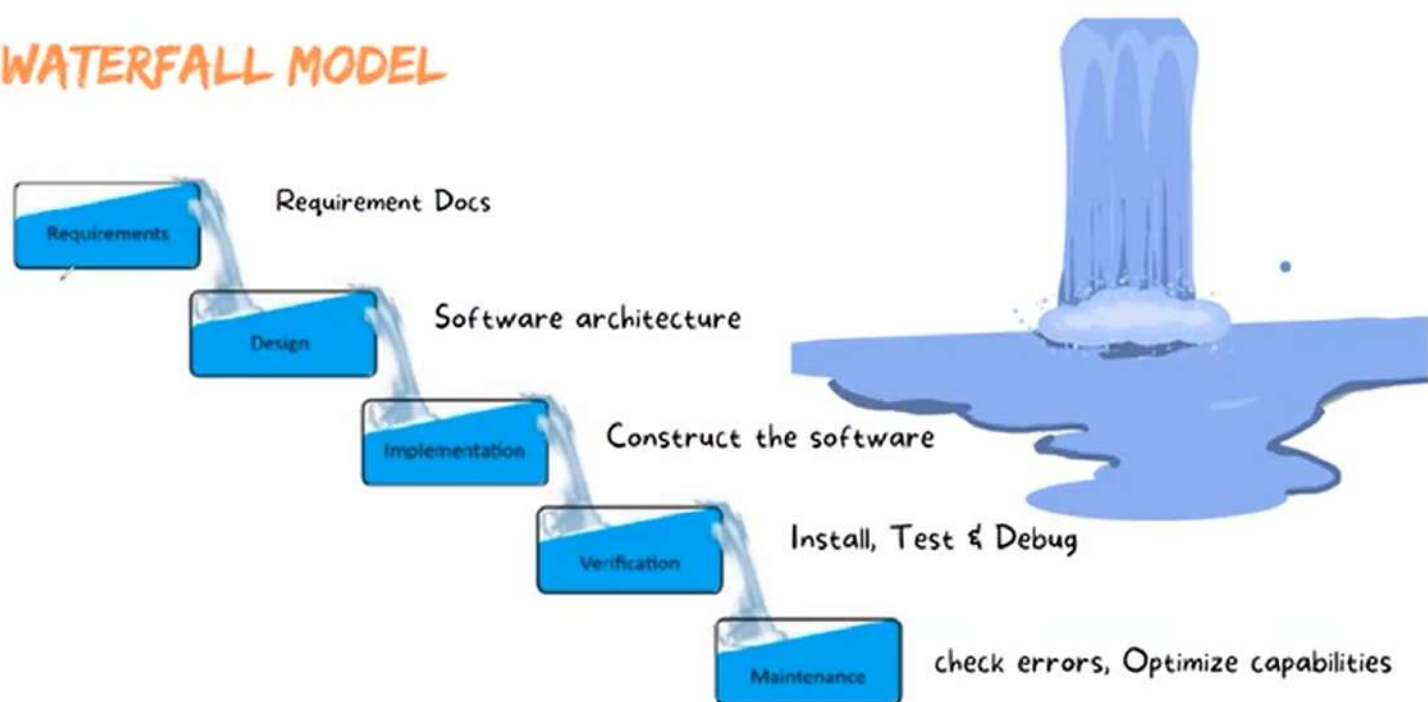 WATERFALL MODEL
Requirements
Requirement Docs
Design
Software architecture
Implementation
Construct the software
Verification
Install, Test & Debug
Maintenance
check errors, Optimize capabilities